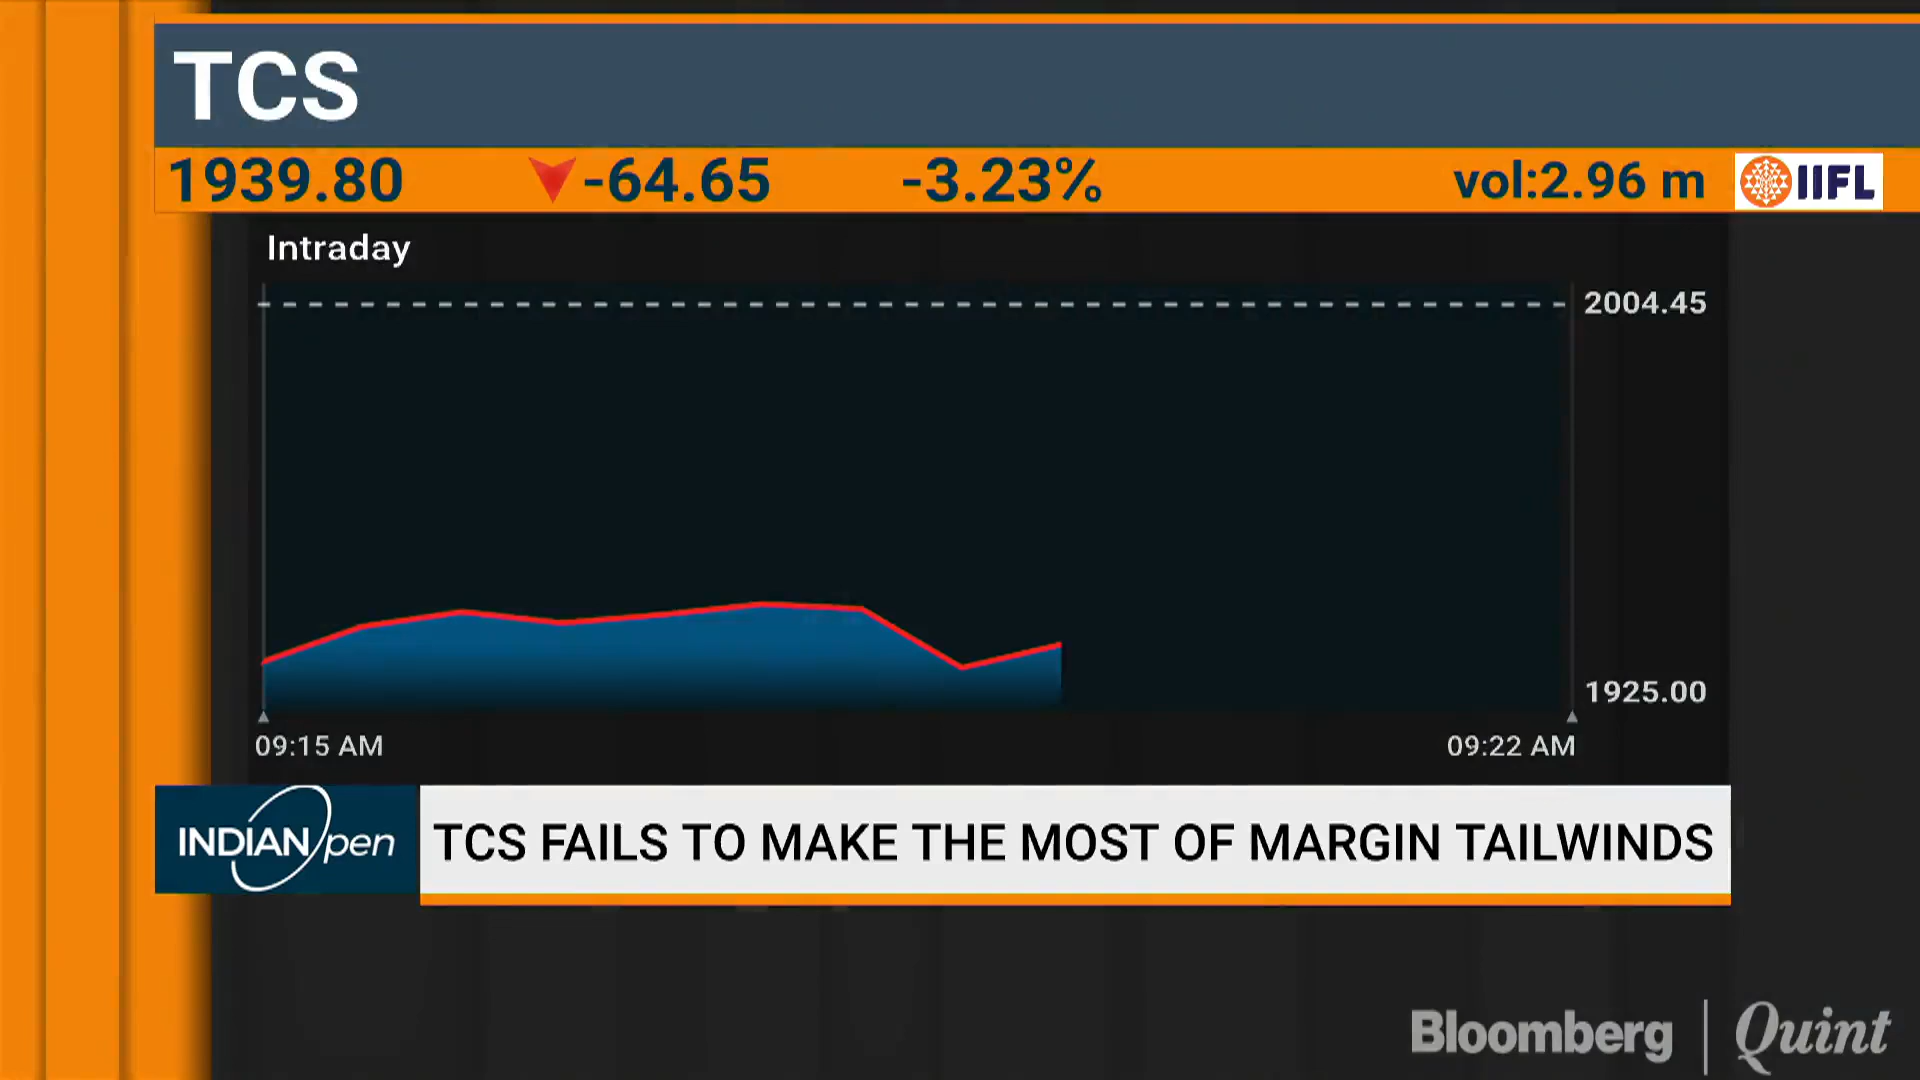 TCS
1939.80 -64.65 -3.23% vol:2.96 m IIFL
Intraday
2004.45
1925.00
09:15 AM 09:22 AM
INDIAN Open TCS FAILS TO MAKE THE MOST OF MARGIN TAILWINDS
Bloomberg | Quint